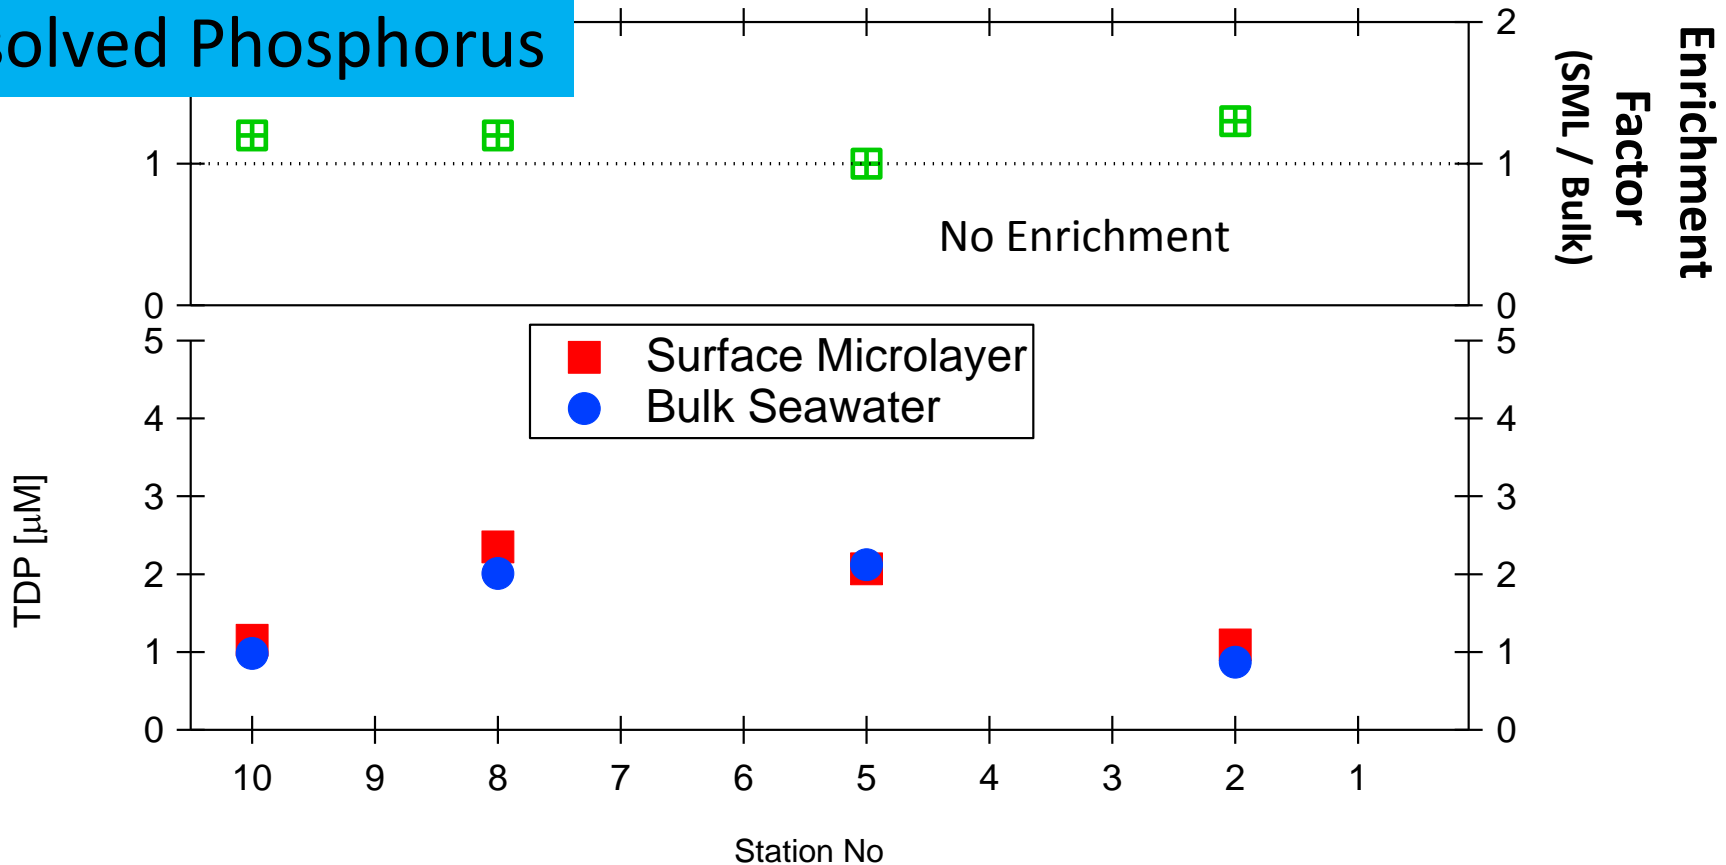 solved Phosphorus
2
1
1
0
0
Enrichment
Factor
(SML / Bulk)
No Enrichment
5
4
3
2
1
0
5
4
3
2
1
0
TDP [µM]
Surface Microlayer
Bulk Seawater
10 9 8 7 6 5 4 3 2 1
Station No